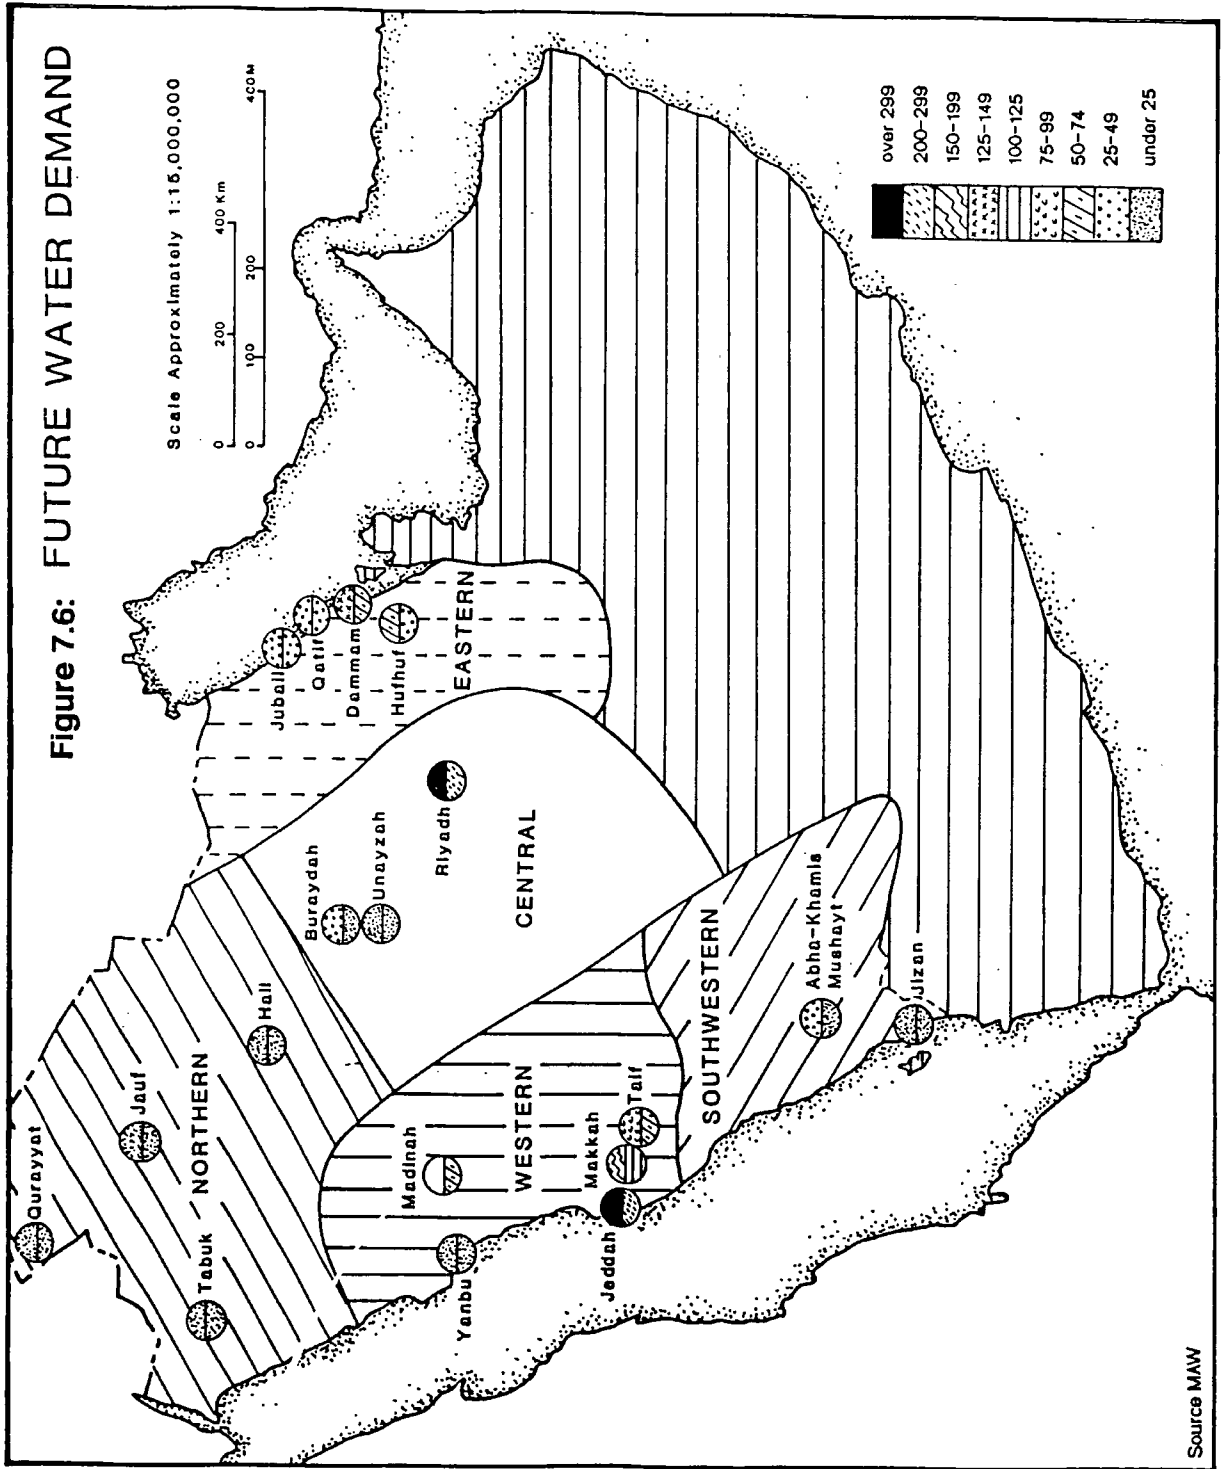 Figure 7.6: FUTURE WATER DEMAND
Scale Approximately 1:15,000,000
0 200 400 Km
0 100 200 400M
Qurayyat
Jauf
Tabuk
NORTHERN
Hail
Buraydah
Unayzah
Riyadh
CENTRAL
Juball
Qatif
Dammam
Hufhuf
EASTERN
Madinah
Yanbu
WESTERN
Makkah
Taif
Jeddah
SOUTHWESTERN
Abha-Khamis
Mushayt
Jizan
over 299
200-299
150-199
125-149
100-125
75-99
50-74
25-49
under 25
Source MAW